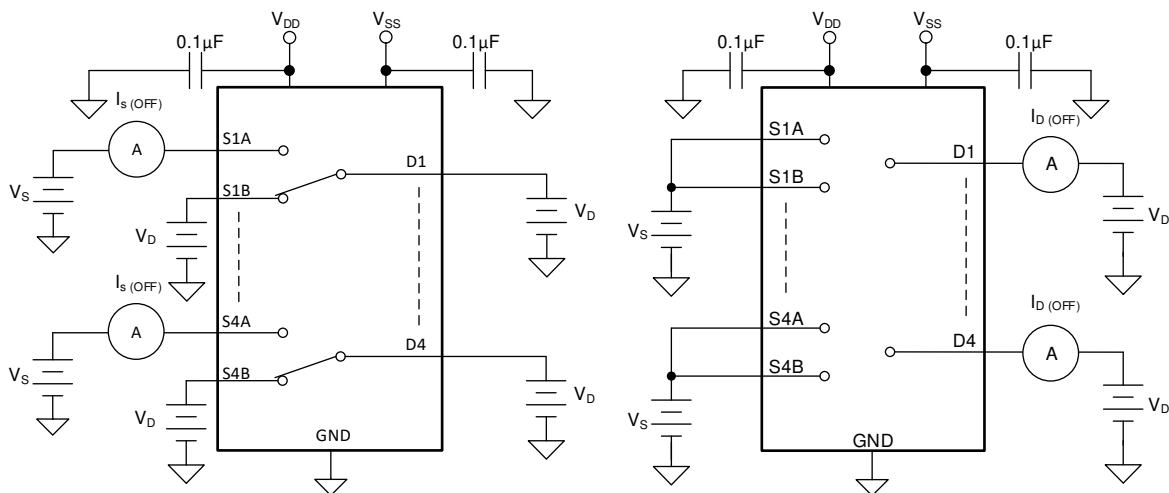 VDD VSS
0.1µF 0.1µF
Is (OFF)
A
S1A
D1
VS
S1B
VD
VD
Is (OFF)
A
S4A
D4
VS
S4B
VD
VD
GND
VDD VSS
0.1µF 0.1µF
ID (OFF)
S1A
D1
A
S1B
VS
VD
ID (OFF)
S4A
D4
A
S4B
VS
VD
GND